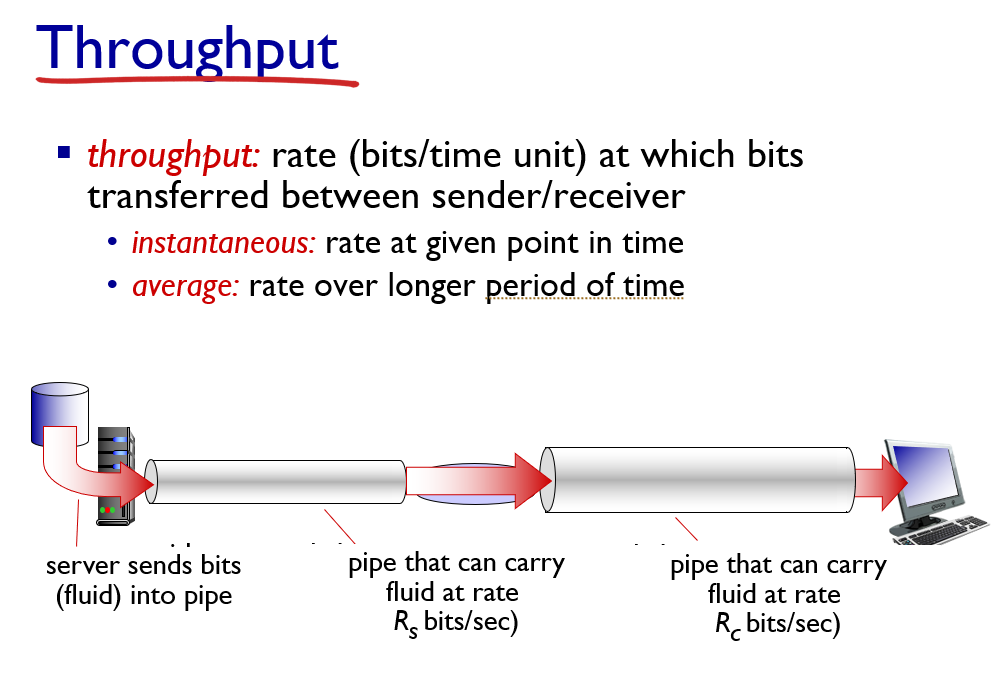 Throughput
▪ throughput: rate (bits/time unit) at which bits
transferred between sender/receiver
• instantaneous: rate at given point in time
• average: rate over longer period of time
server sends bits
(fluid) into pipe
pipe that can carry
fluid at rate
Rs bits/sec)
pipe that can carry
fluid at rate
Rc bits/sec)